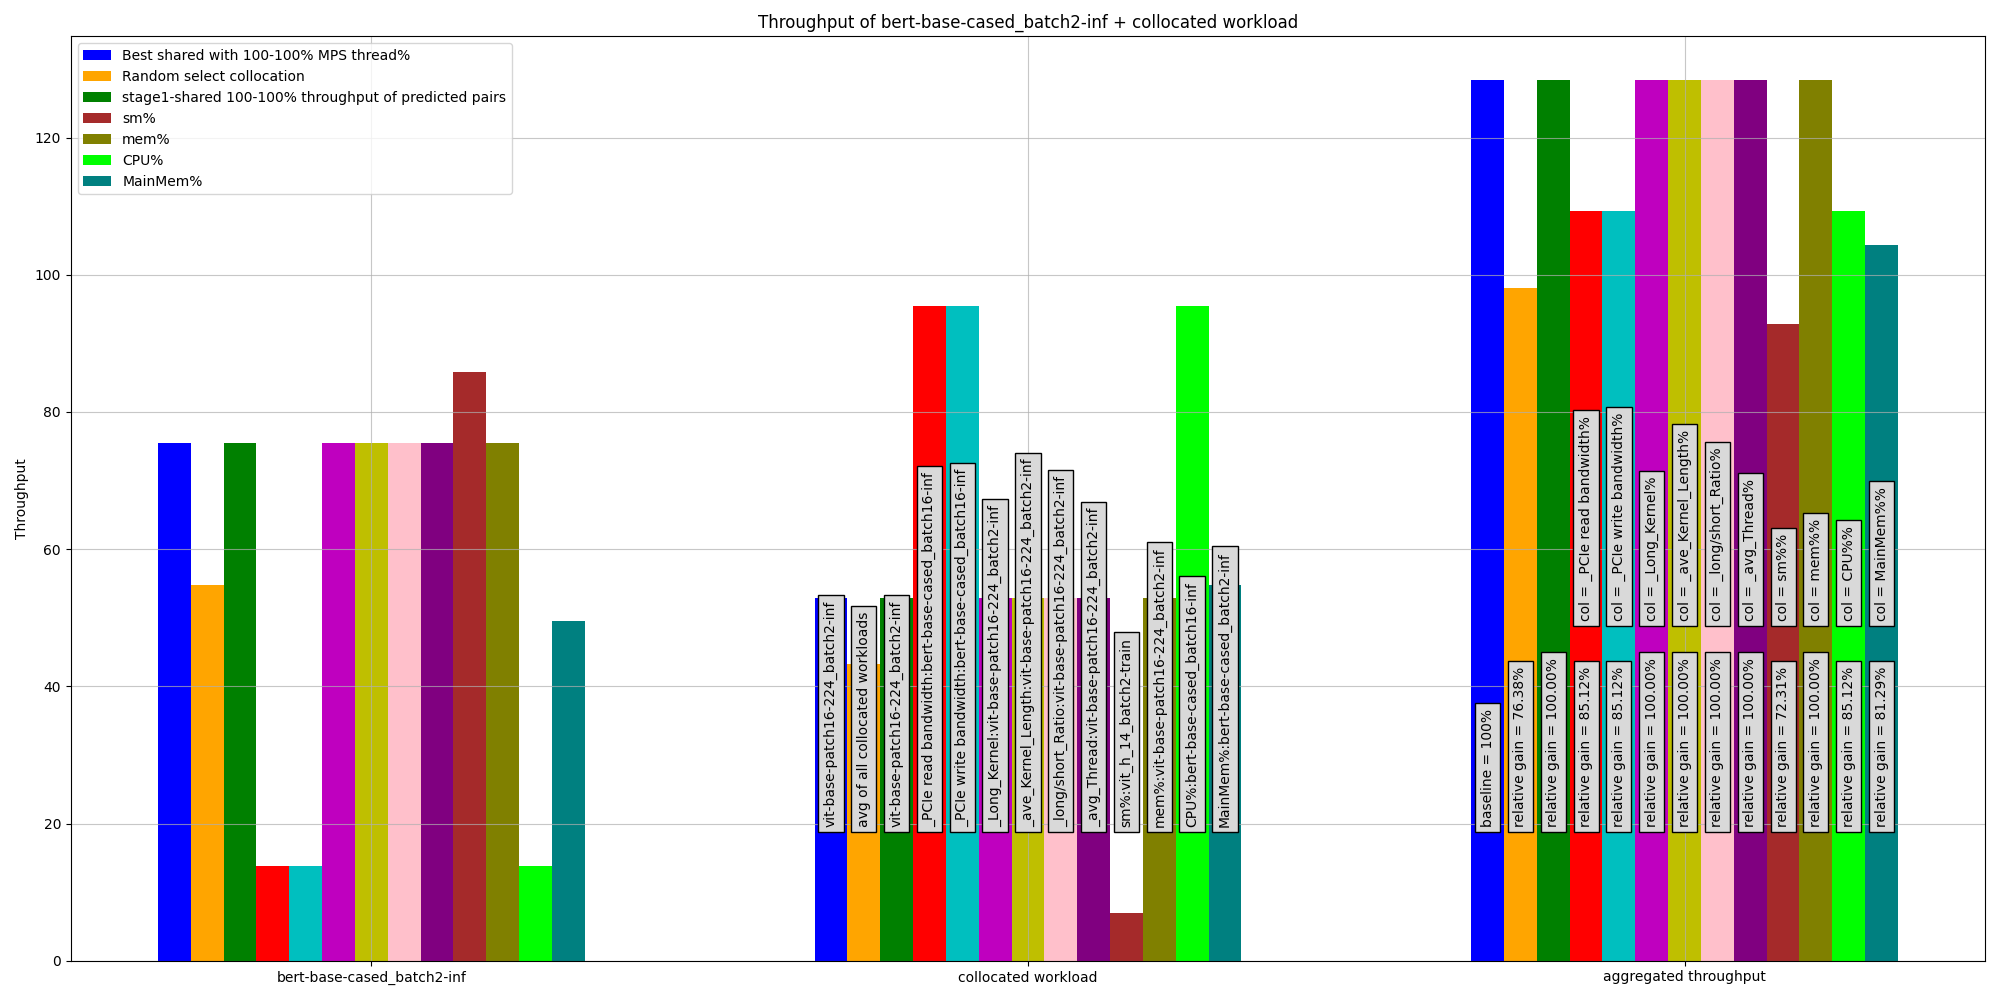 Throughput of bert-base-cased_batch2-inf + collocated workload
Best shared with 100-100% MPS thread%
Random select collocation
stage1-shared 100-100% throughput of predicted pairs
sm%
mem%
CPU%
MainMem%
Throughput
120
100
80
60
40
20
0
vit-base-patch16-224_batch2-inf
avg of all collocated workloads
vit-base-patch16-224_batch2-inf
_PCIe read bandwidth:bert-base-cased_batch16-inf
_PCIe write bandwidth:bert-base-cased_batch16-inf
_Long_Kernel:vit-base-patch16-224_batch2-inf
_ave_Kernel_Length:vit-base-patch16-224_batch2-inf
_long/short_Ratio:vit-base-patch16-224_batch2-inf
_avg_Thread:vit-base-patch16-224_batch2-inf
sm%:vit_h_14_batch2-train
mem%:vit-base-patch16-224_batch2-inf
CPU%:bert-base-cased_batch16-inf
MainMem%:bert-base-cased_batch2-inf
col = _PCIe read bandwidth%
col = _PCIe write bandwidth%
col = _Long_Kernel%
col = _ave_Kernel_Length%
col = _long/short_Ratio%
col = _avg_Thread%
col = sm%%
col = mem%%
col = CPU%%
col = MainMem%%
baseline = 100%
relative gain = 76.38%
relative gain = 100.00%
relative gain = 85.12%
relative gain = 85.12%
relative gain = 100.00%
relative gain = 100.00%
relative gain = 100.00%
relative gain = 100.00%
relative gain = 72.31%
relative gain = 100.00%
relative gain = 85.12%
relative gain = 81.29%
bert-base-cased_batch2-inf
collocated workload
aggregated throughput